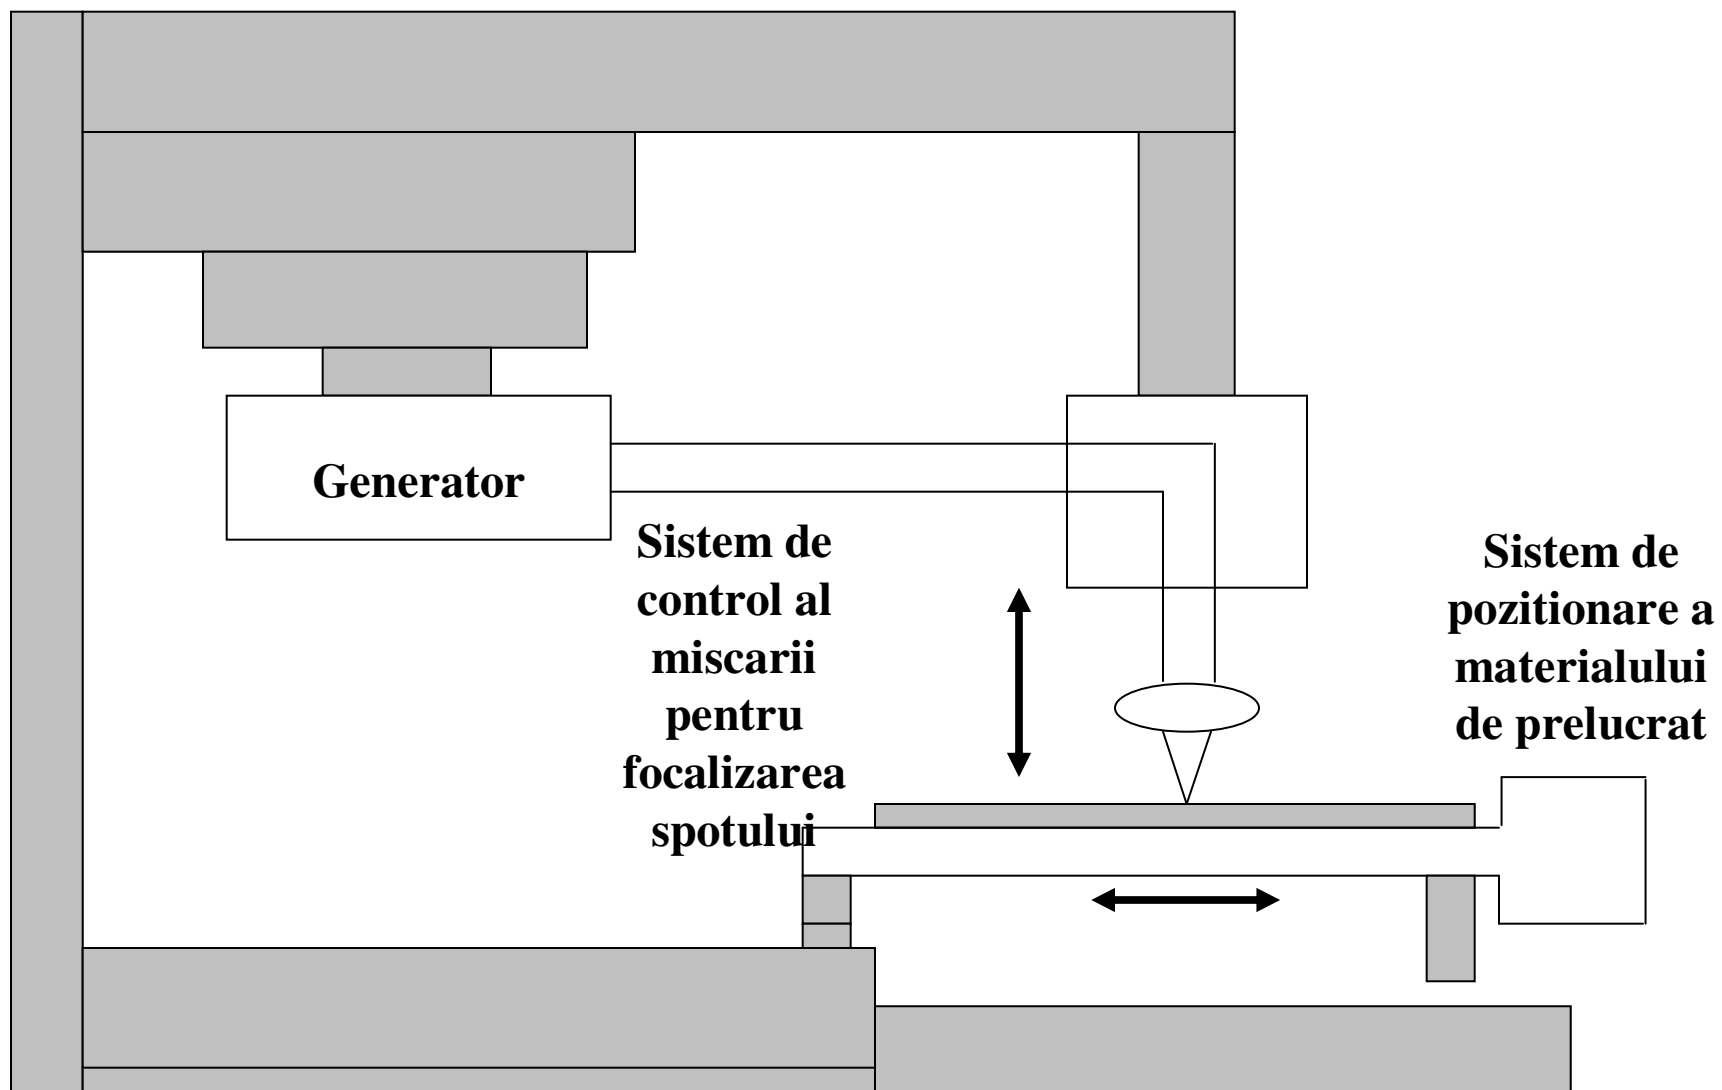 Generator
Sistem de
control al
miscarii
pentru
focalizarea
spotului
Sistem de
pozitionare a
materialului
de prelucrat